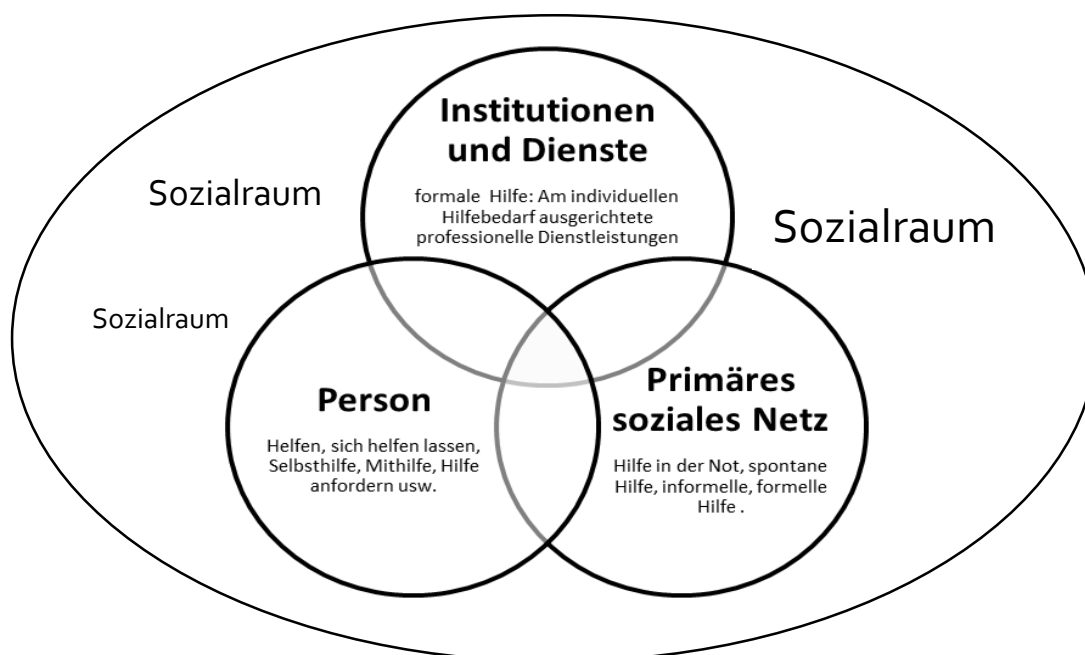 Institutionen
und Dienste
formale Hilfe: Am individuellen
Hilfebedarf ausgerichtete
professionelle Dienstleistungen
Sozialraum
Sozialraum
Sozialraum
Person
Helfen, sich helfen lassen,
Selbsthilfe, Mithilfe, Hilfe
anfordern usw.
Primäres
soziales Netz
Hilfe in der Not, spontane
Hilfe, informelle, formelle
Hilfe .